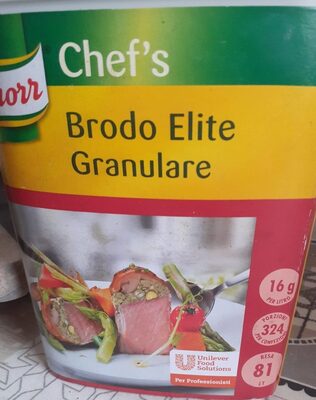 norr
Chef's
Brodo Elite
Granulare
16 g
PER LITRO
PORZIONI
324
PER CONFEZIONE
Unilever
Food
Solutions
Per Professionisti
RESA
81
LT